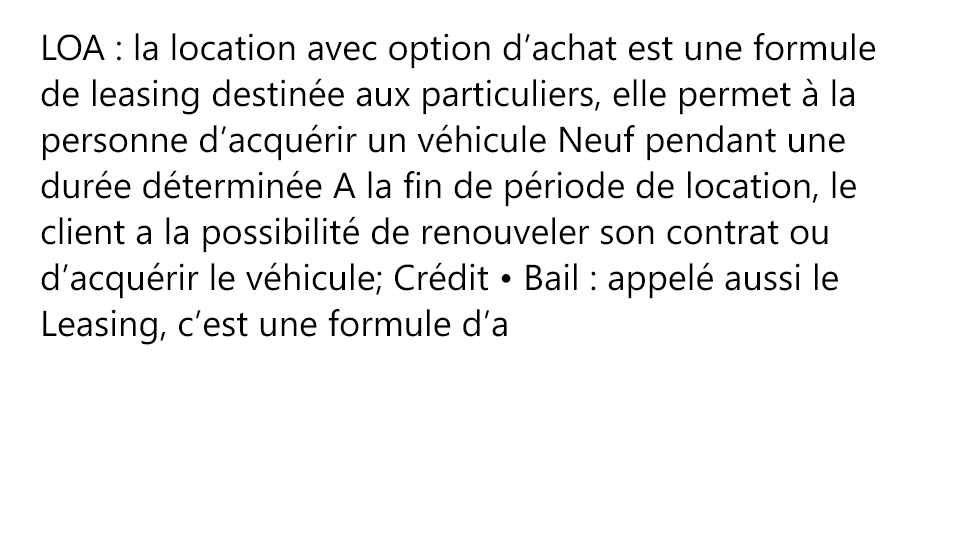 LOA : la location avec option d’achat est une formule
de leasing destinée aux particuliers, elle permet à la
personne d’acquérir un véhicule Neuf pendant une
durée déterminée A la fin de période de location, le
client a la possibilité de renouveler son contrat ou
d’acquérir le véhicule; Crédit • Bail : appelé aussi le
Leasing, c’est une formule d’a